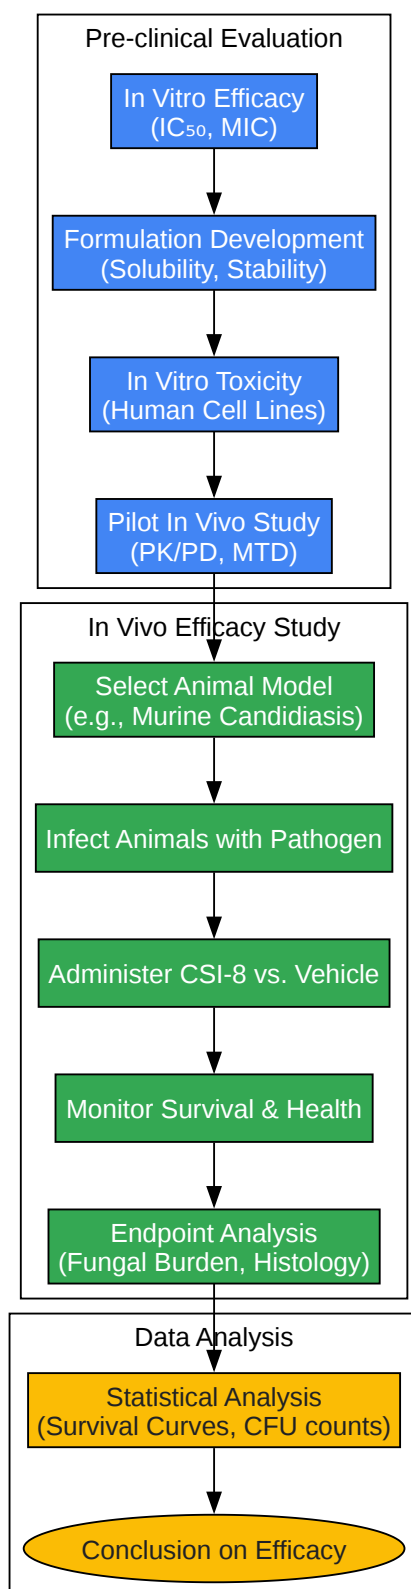 Pre-clinical Evaluation
In Vitro Efficacy
(IC₅₀, MIC)
Formulation Development
(Solubility, Stability)
In Vitro Toxicity
(Human Cell Lines)
Pilot In Vivo Study
(PK/PD, MTD)
In Vivo Efficacy Study
Select Animal Model
(e.g., Murine Candidiasis)
Infect Animals with Pathogen
Administer CSI-8 vs. Vehicle
Monitor Survival & Health
Endpoint Analysis
(Fungal Burden, Histology)
Data Analysis
Statistical Analysis
(Survival Curves, CFU counts)
Conclusion on Efficacy